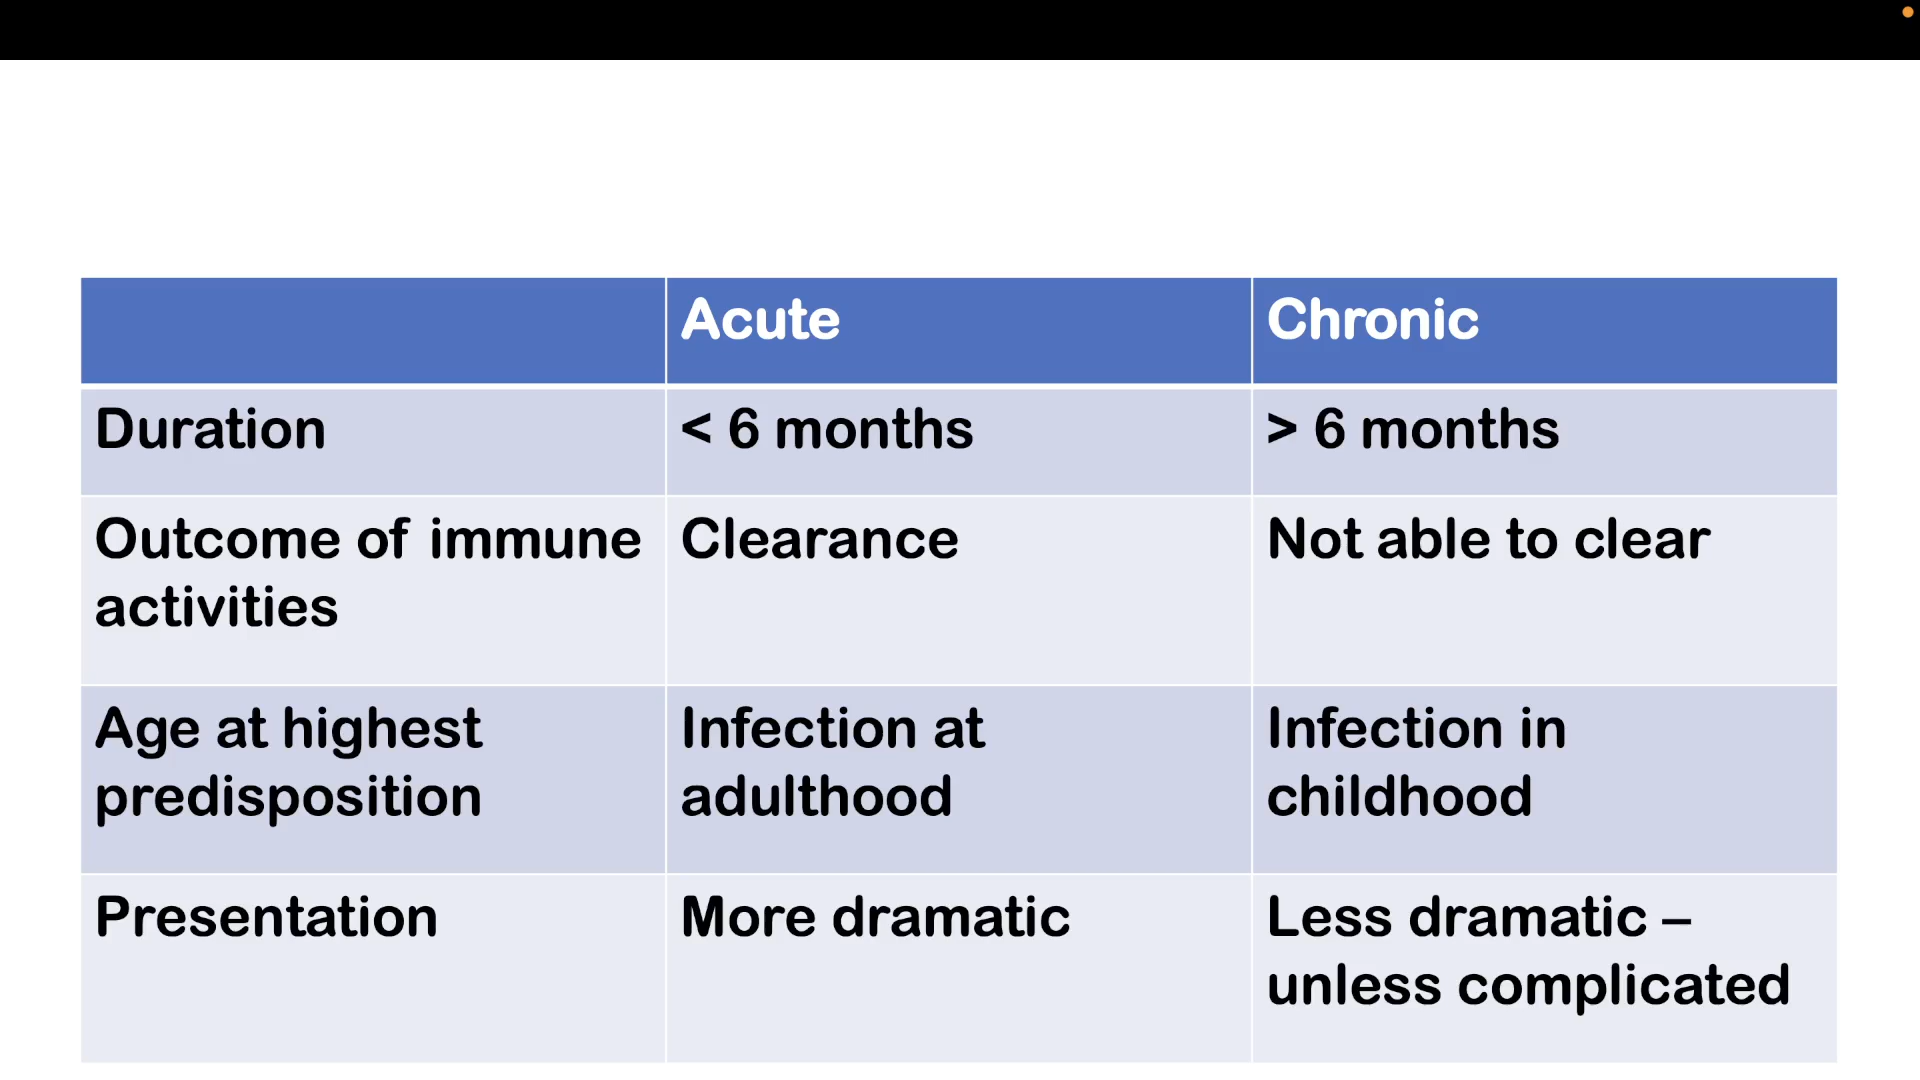 Acute Chronic
Duration < 6 months > 6 months
Outcome of immune Clearance Not able to clear
activities
Age at highest Infection at Infection in
predisposition adulthood childhood
Presentation More dramatic Less dramatic –
unless complicated